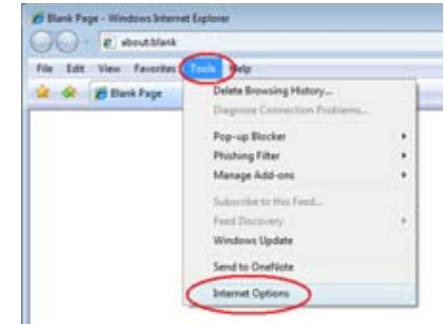 Blank Page - Windows Internet Explorer
about:blank
File Edit View Favorites Tools Help
Blank Page
Delete Browsing History...
Diagnose Connection Problems...
Pop-up Blocker
Phishing Filter
Manage Add-ons
Subscribe to this Feed...
Feed Discovery
Windows Update
Send to OneNote
Internet Options